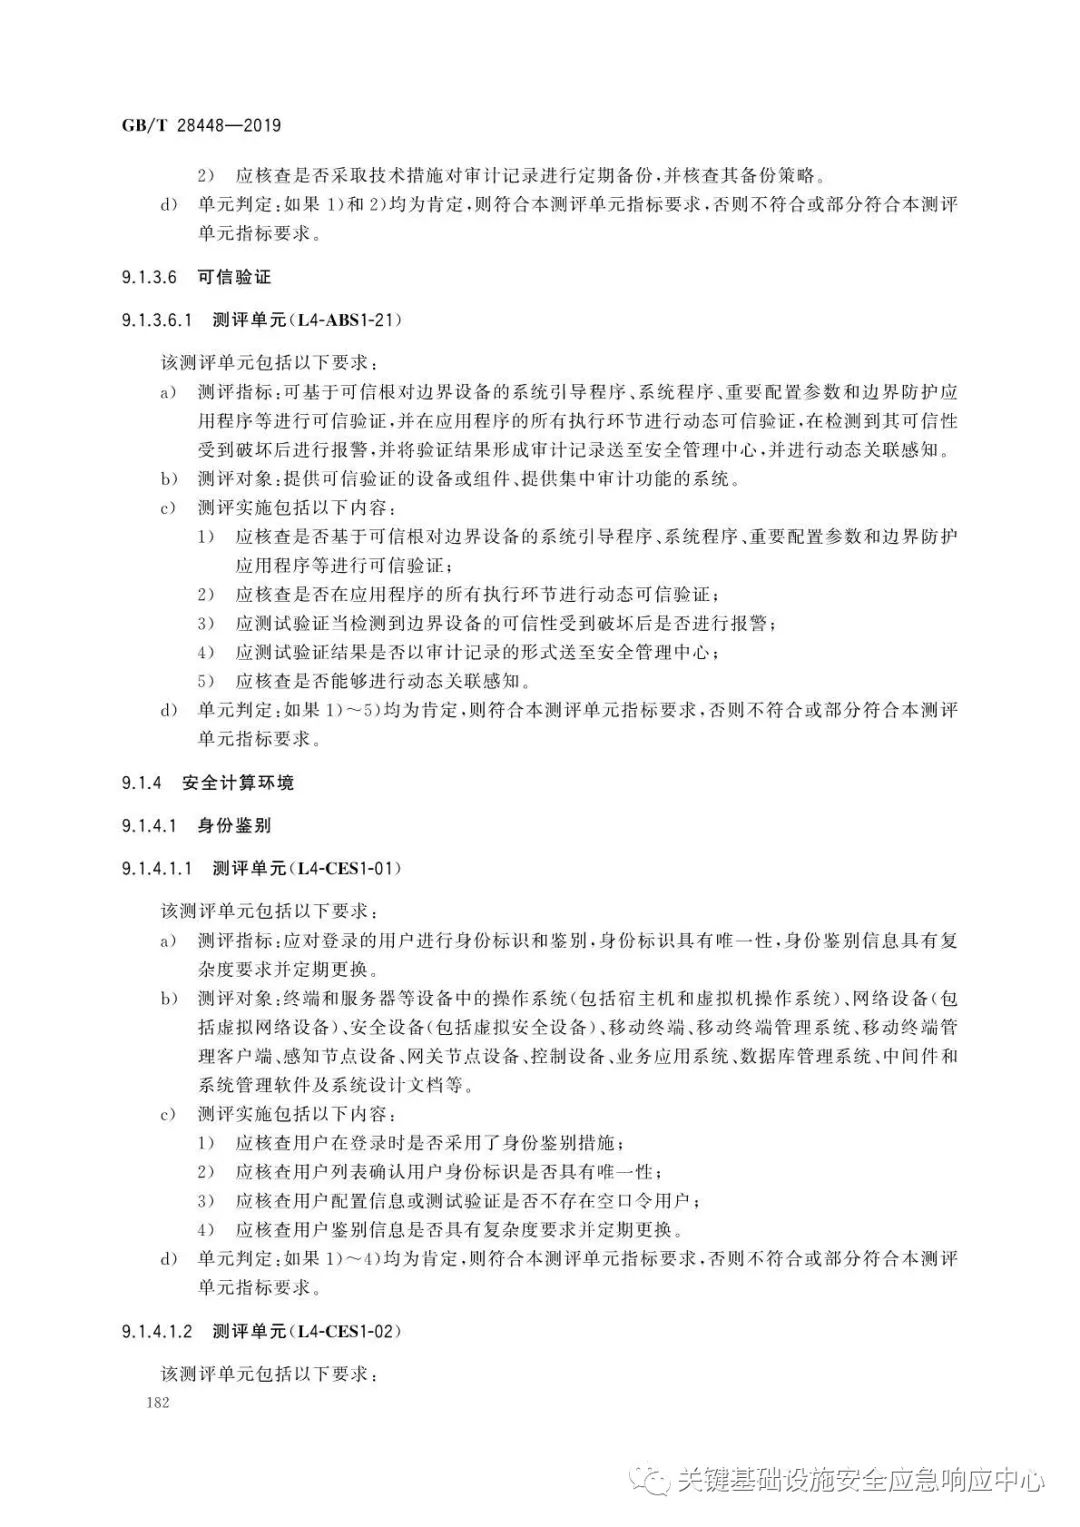 GB/T 28448—2019
2) 应核查是否采取技术措施对审计记录进行定期备份,并核查其备份策略。
d) 单元判定:如果 1)和 2)均为肯定,则符合本测评单元指标要求,否则不符合或部分符合本测评
单元指标要求。
9.1.3.6 可信验证
9.1.3.6.1 测评单元(L4-ABS1-21)
该测评单元包括以下要求:
a) 测评指标:可基于可信根对边界设备的系统引导程序、系统程序、重要配置参数和边界防护应
用程序等进行可信验证,并在应用程序的所有执行环节进行动态可信验证,在检测到其可信性
受到破坏后进行报警,并将验证结果形成审计记录送至安全管理中心,并进行动态关联感知。
b) 测评对象:提供可信验证的设备或组件、提供集中审计功能的系统。
c) 测评实施包括以下内容:
1) 应核查是否基于可信根对边界设备的系统引导程序、系统程序、重要配置参数和边界防护
应用程序等进行可信验证;
2) 应核查是否在应用程序的所有执行环节进行动态可信验证;
3) 应测试验证当检测到边界设备的可信性受到破坏后是否进行报警;
4) 应测试验证结果是否以审计记录的形式送至安全管理中心;
5) 应核查是否能够进行动态关联感知。
d) 单元判定:如果 1)~5)均为肯定,则符合本测评单元指标要求,否则不符合或部分符合本测评
单元指标要求。
9.1.4 安全计算环境
9.1.4.1 身份鉴别
9.1.4.1.1 测评单元(L4-CES1-01)
该测评单元包括以下要求:
a) 测评指标:应对登录的用户进行身份标识和鉴别,身份标识具有唯一性,身份鉴别信息具有复
杂度要求并定期更换。
b) 测评对象:终端和服务器等设备中的操作系统(包括宿主机和虚拟机操作系统)、网络设备(包
括虚拟网络设备)、安全设备(包括虚拟安全设备)、移动终端、移动终端管理系统、移动终端管
理客户端、感知节点设备、网关节点设备、控制设备、业务应用系统、数据库管理系统、中间件和
系统管理软件及系统设计文档等。
c) 测评实施包括以下内容:
1) 应核查用户在登录时是否采用了身份鉴别措施;
2) 应核查用户列表确认用户身份标识是否具有唯一性;
3) 应核查用户配置信息或测试验证是否不存在空口令用户;
4) 应核查用户鉴别信息是否具有复杂度要求并定期更换。
d) 单元判定:如果 1)~4)均为肯定,则符合本测评单元指标要求,否则不符合或部分符合本测评
单元指标要求。
9.1.4.1.2 测评单元(L4-CES1-02)
该测评单元包括以下要求:
182
关键基础设施安全应急响应中心